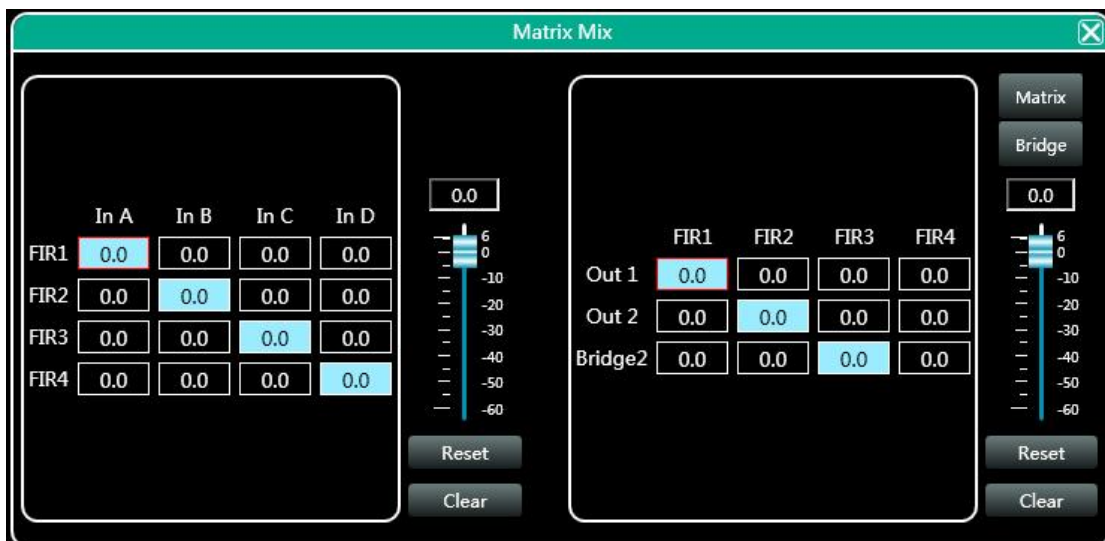 Matrix Mix
Matrix
Bridge
0.0
0.0
In A In B In C In D
FIR1 FIR2 FIR3 FIR4
FIR1 0.0 0.0 0.0 0.0
FIR2 0.0 0.0 0.0 0.0
FIR3 0.0 0.0 0.0 0.0
FIR4 0.0 0.0 0.0 0.0
6
0
-10
-20
-30
-40
-50
-60
Reset
Clear
Out 1 0.0 0.0 0.0 0.0
Out 2 0.0 0.0 0.0 0.0
Bridge2 0.0 0.0 0.0 0.0
6
0
-10
-20
-30
-40
-50
-60
Reset
Clear